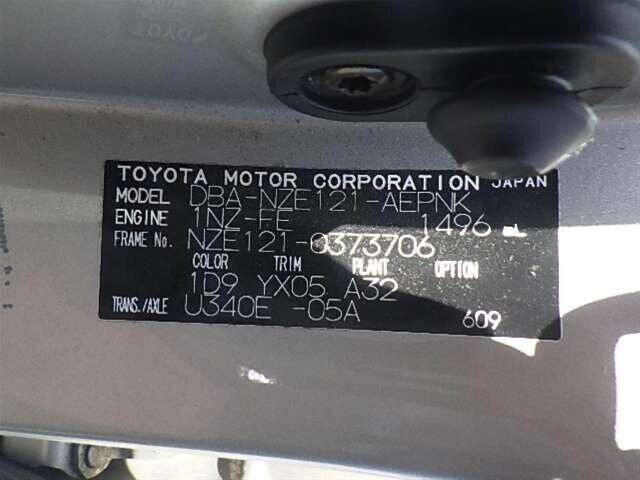 TOYOTA MOTOR CORPORATION JAPAN
MODEL DBA-NZE121-AEPNK
ENGINE 1NZ-FE 1496 mL
FRAME No. NZE121-0373706
COLOR TRIM PLANT OPTION
1D9 YX05 A32
TRANS./AXLE U340E -05A
609